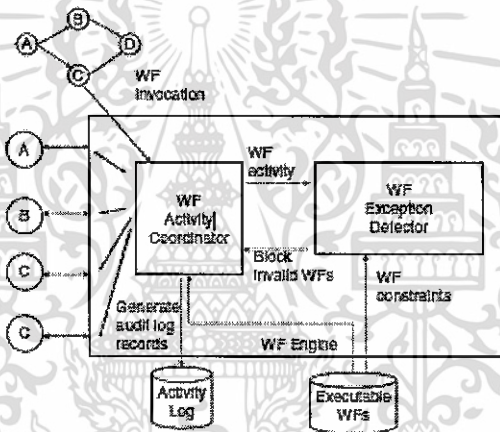 B
A
D
C
WF
Invocation
A
B
C
C
WF
Activity
Coordinator
WF
activity
WF
Exception
Detector
Block
Invalid WFs
WF
constraints
Generate
audit log
records
WF Engine
Activity
Log
Executable
WFs